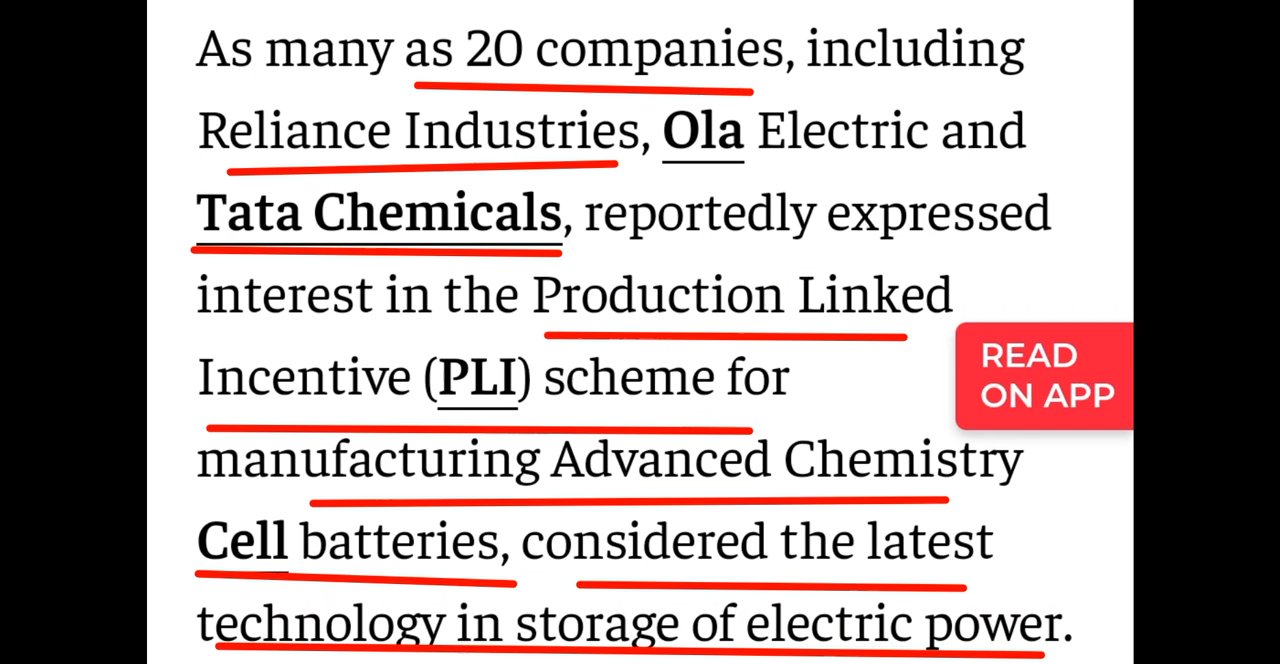 As many as 20 companies, including
Reliance Industries, Ola Electric and
Tata Chemicals, reportedly expressed
interest in the Production Linked
Incentive (PLI) scheme for
READ
ON APP
manufacturing Advanced Chemistry
Cell batteries, considered the latest
technology in storage of electric power.